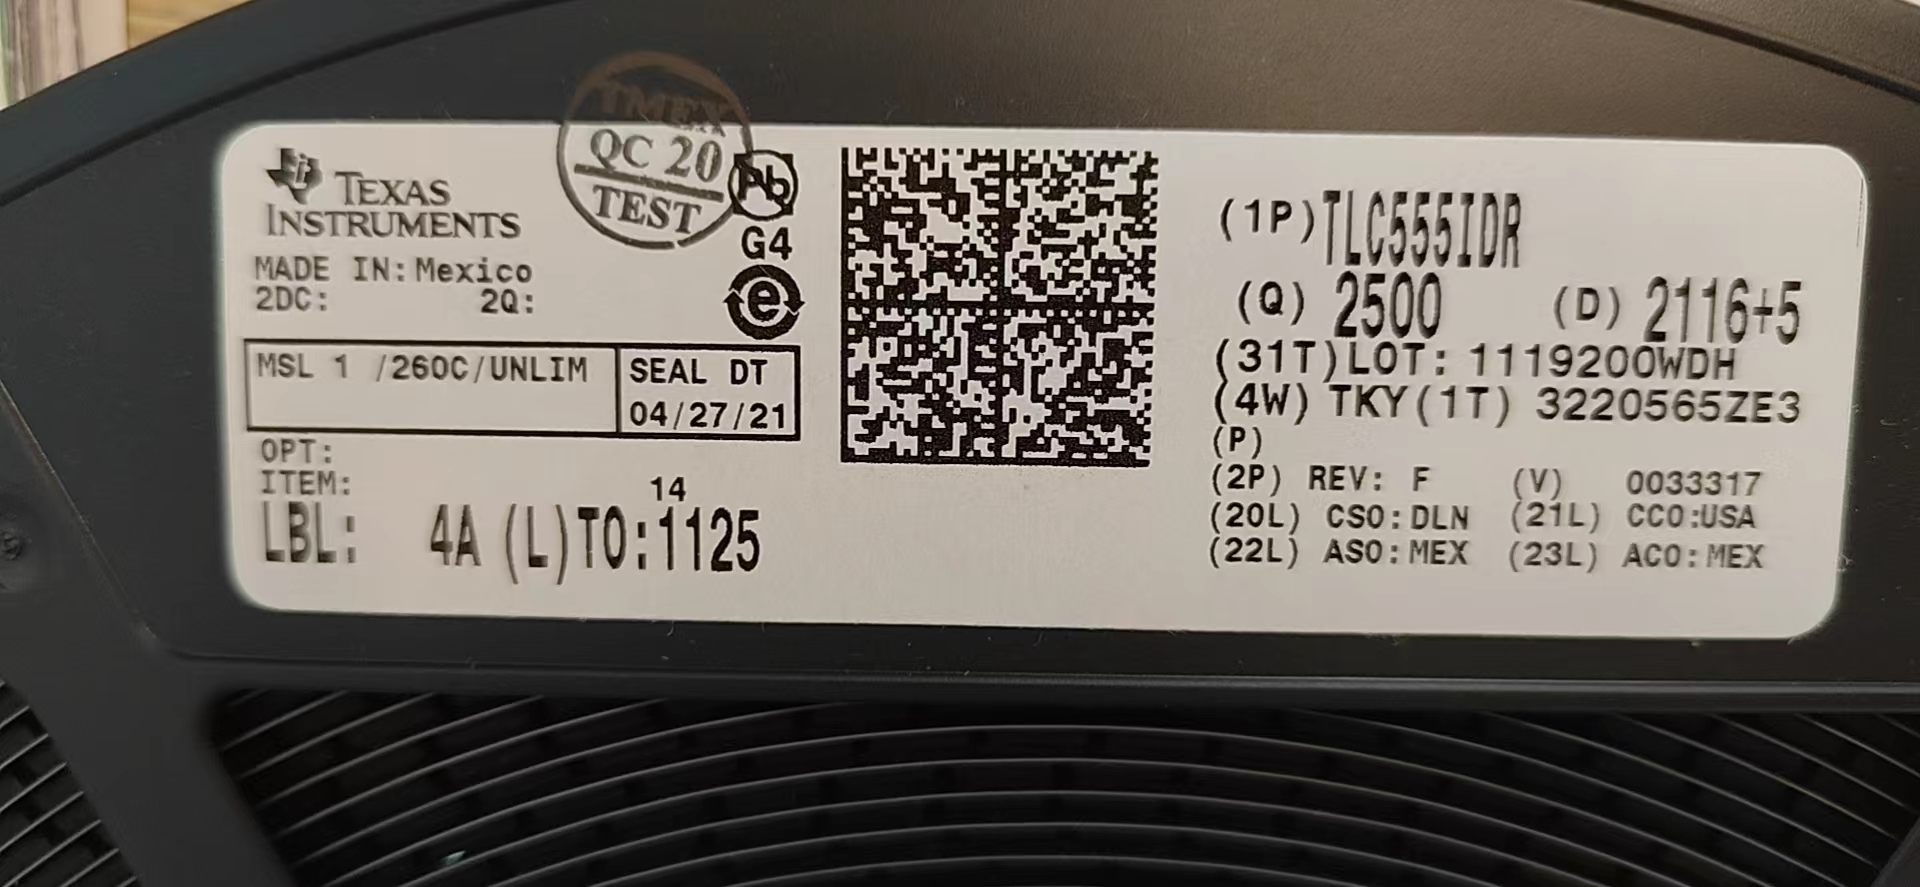 TMEX
QC 20
TEST
TEXAS
INSTRUMENTS
Pb
G4
e
MADE IN: Mexico
2DC: 2Q:
MSL 1 /260C/UNLIM
SEAL DT
04/27/21
OPT:
ITEM:
14
LBL: 4A (L)TO:1125
(1P)TLC555IDR
(Q) 2500 (D) 2116+5
(31T)LOT: 1119200WDH
(4W) TKY(1T) 3220565ZE3
(P)
(2P) REV: F (V) 0033317
(20L) CSO:DLN (21L) CCO:USA
(22L) ASO:MEX (23L) ACO:MEX